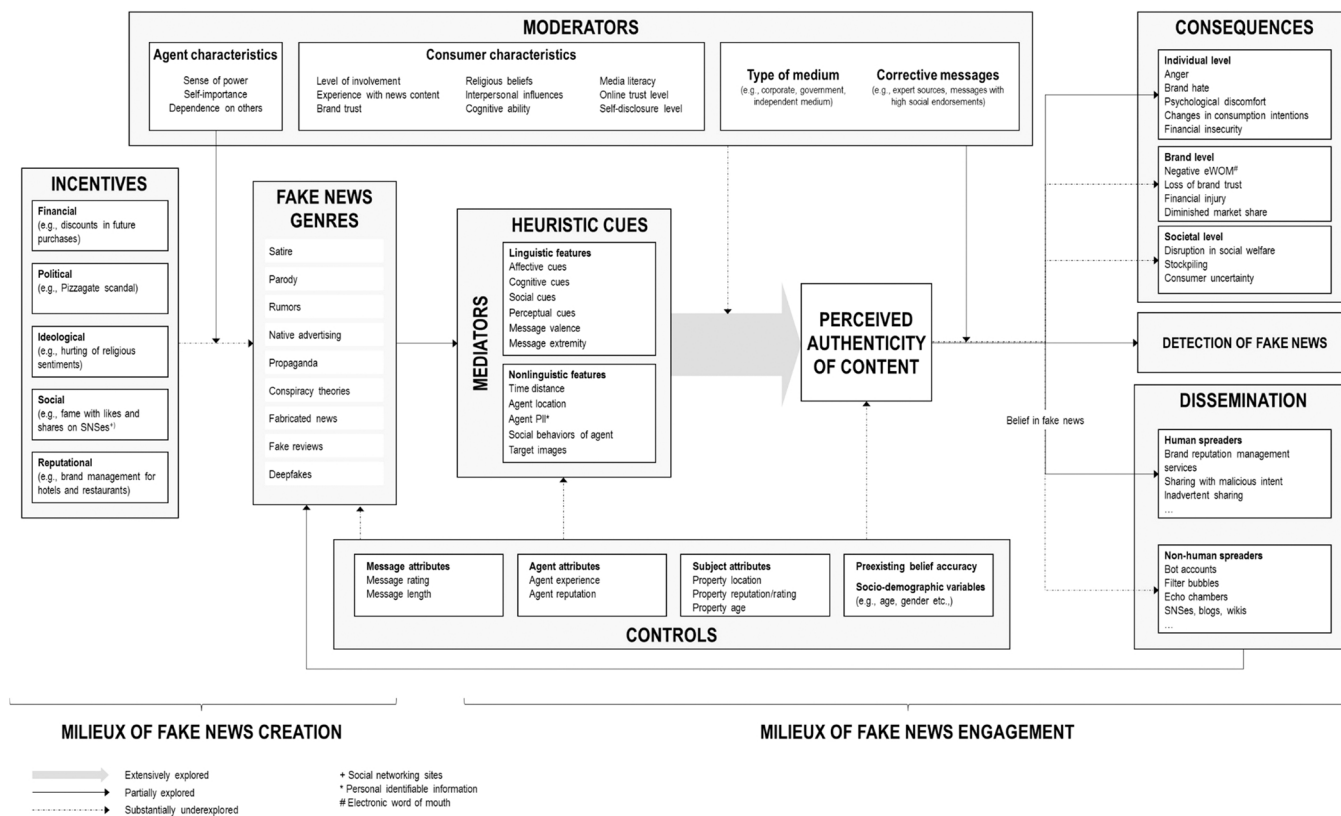 MODERATORS
Agent characteristics
Sense of power
Self-importance
Dependence on others
Consumer characteristics
Level of involvement
Experience with news content
Brand trust
Religious beliefs
Interpersonal influences
Cognitive ability
Media literacy
Online trust level
Self-disclosure level
Type of medium
(e.g., corporate, government,
independent medium)
Corrective messages
(e.g., expert sources, messages with
high social endorsements)
INCENTIVES
Financial
(e.g., discounts in future
purchases)
Political
(e.g., Pizzagate scandal)
Ideological
(e.g., hurting of religious
sentiments)
Social
(e.g., fame with likes and
shares on SNSes+)
Reputational
(e.g., brand management for
hotels and restaurants)
FAKE NEWS
GENRES
Satire
Parody
Rumors
Native advertising
Propaganda
Conspiracy theories
Fabricated news
Fake reviews
Deepfakes
MEDIATORS
HEURISTIC CUES
Linguistic features
Affective cues
Cognitive cues
Social cues
Perceptual cues
Message valence
Message extremity
Nonlinguistic features
Time distance
Agent location
Agent PII*
Social behaviors of agent
Target images
PERCEIVED
AUTHENTICITY
OF CONTENT
Belief in fake news
CONSEQUENCES
Individual level
Anger
Brand hate
Psychological discomfort
Changes in consumption intentions
Financial insecurity
Brand level
Negative eWOM#
Loss of brand trust
Financial injury
Diminished market share
Societal level
Disruption in social welfare
Stockpiling
Consumer uncertainty
DETECTION OF FAKE NEWS
DISSEMINATION
Human spreaders
Brand reputation management
services
Sharing with malicious intent
Inadvertent sharing
...
Non-human spreaders
Bot accounts
Filter bubbles
Echo chambers
SNSes, blogs, wikis
...
Message attributes
Message rating
Message length
Agent attributes
Agent experience
Agent reputation
Subject attributes
Property location
Property reputation/rating
Property age
Preexisting belief accuracy
Socio-demographic variables
(e.g., age, gender etc.,)
CONTROLS
MILIEUX OF FAKE NEWS CREATION
MILIEUX OF FAKE NEWS ENGAGEMENT
Extensively explored
Partially explored
Substantially underexplored
+ Social networking sites
* Personal identifiable information
# Electronic word of mouth